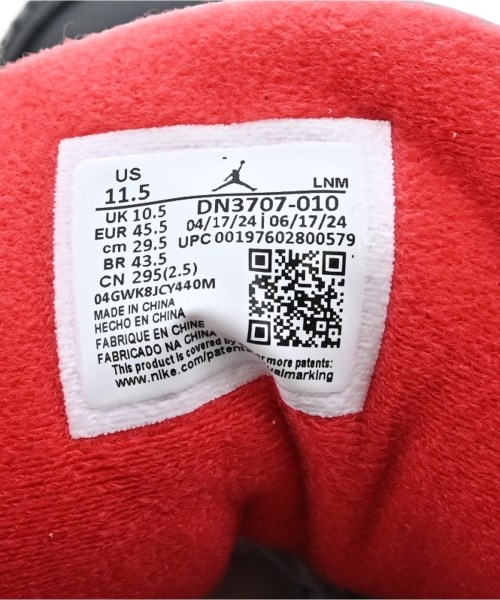 US
11.5
LNM
UK 10.5
DN3707-010
EUR 45.5
04/17/24 | 06/17/24
cm 29.5
UPC 00197602800579
BR 43.5
CN 295(2.5)
04GWK8JCY440M
MADE IN CHINA
HECHO EN CHINA
FABRIQUE EN CHINE
FABRICADO NA CHINA
This product is covered by or more patents:
www.nike.com/patents